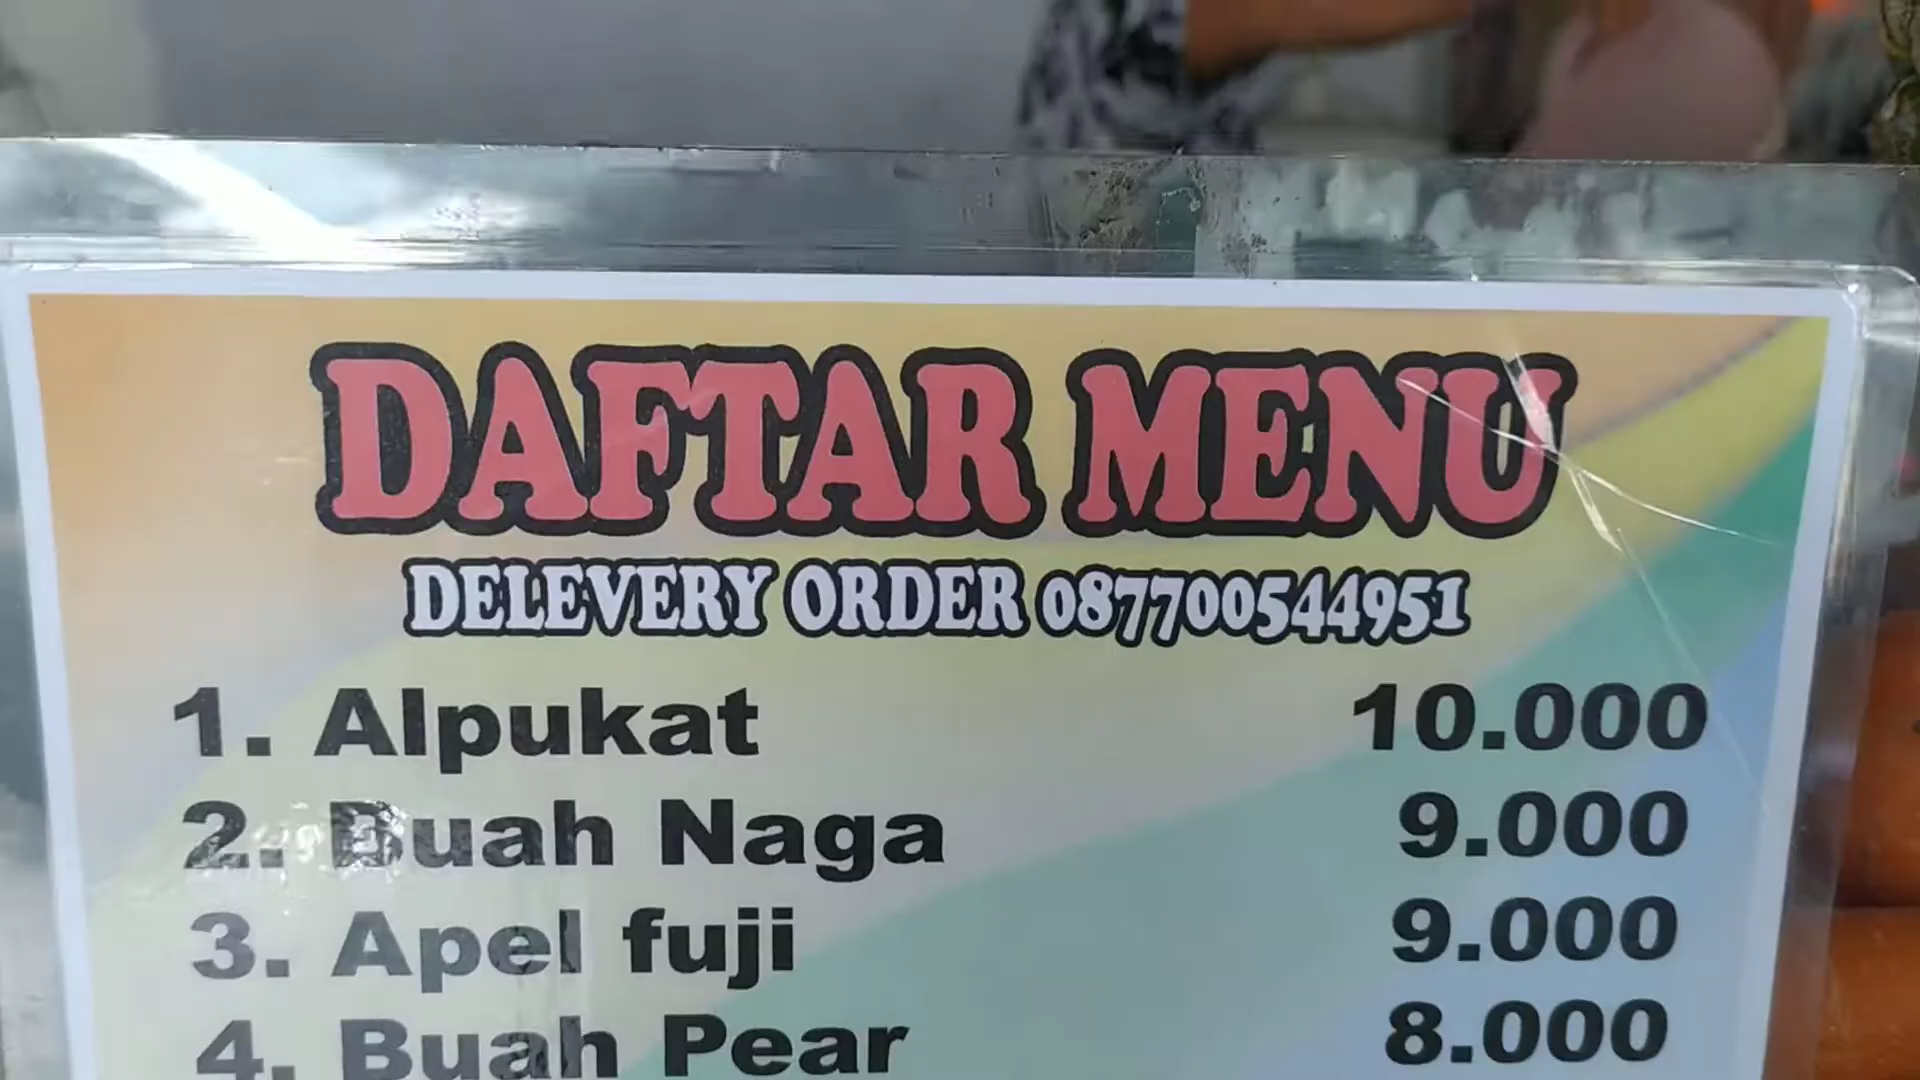 DAFTAR MENU
DELEVERY ORDER 087700544951
1. Alpukat 10.000
2. Buah Naga 9.000
3. Apel fuji 9.000
4. Buah Pear 8.000